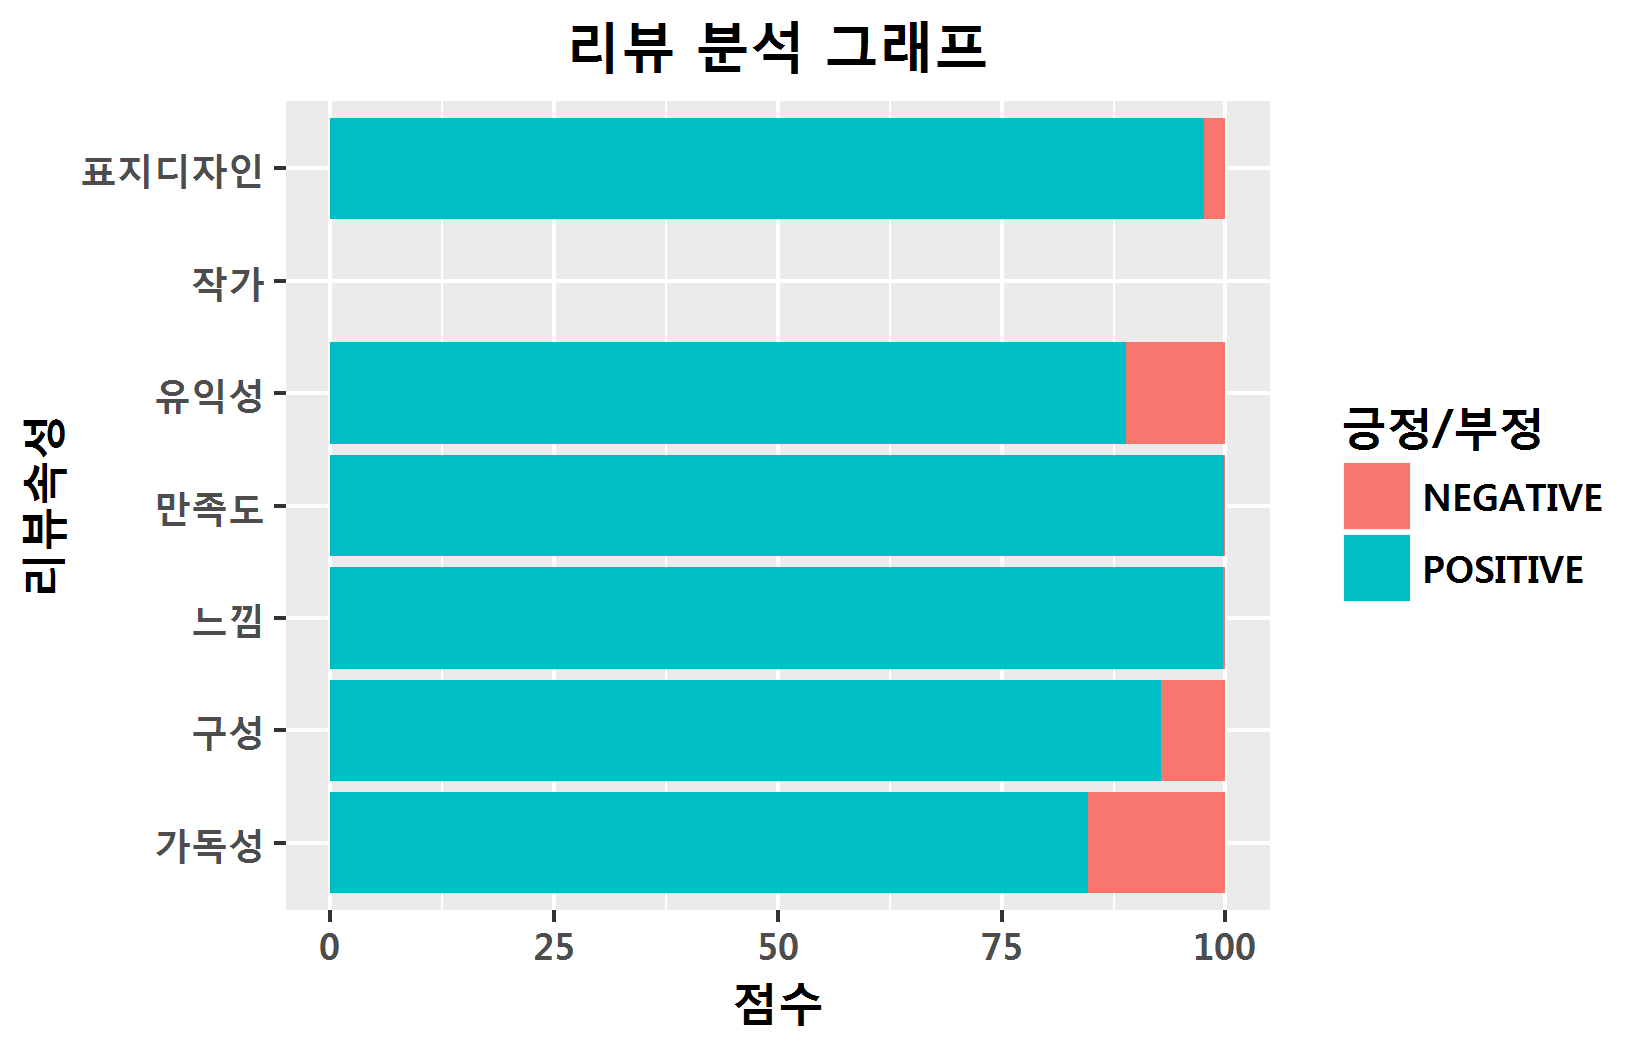 리뷰 분석 그래프
표지디자인
작가
유익성
만족도
느낌
구성
가독성
리뷰속성
0 25 50 75 100
점수
긍정/부정
NEGATIVE
POSITIVE